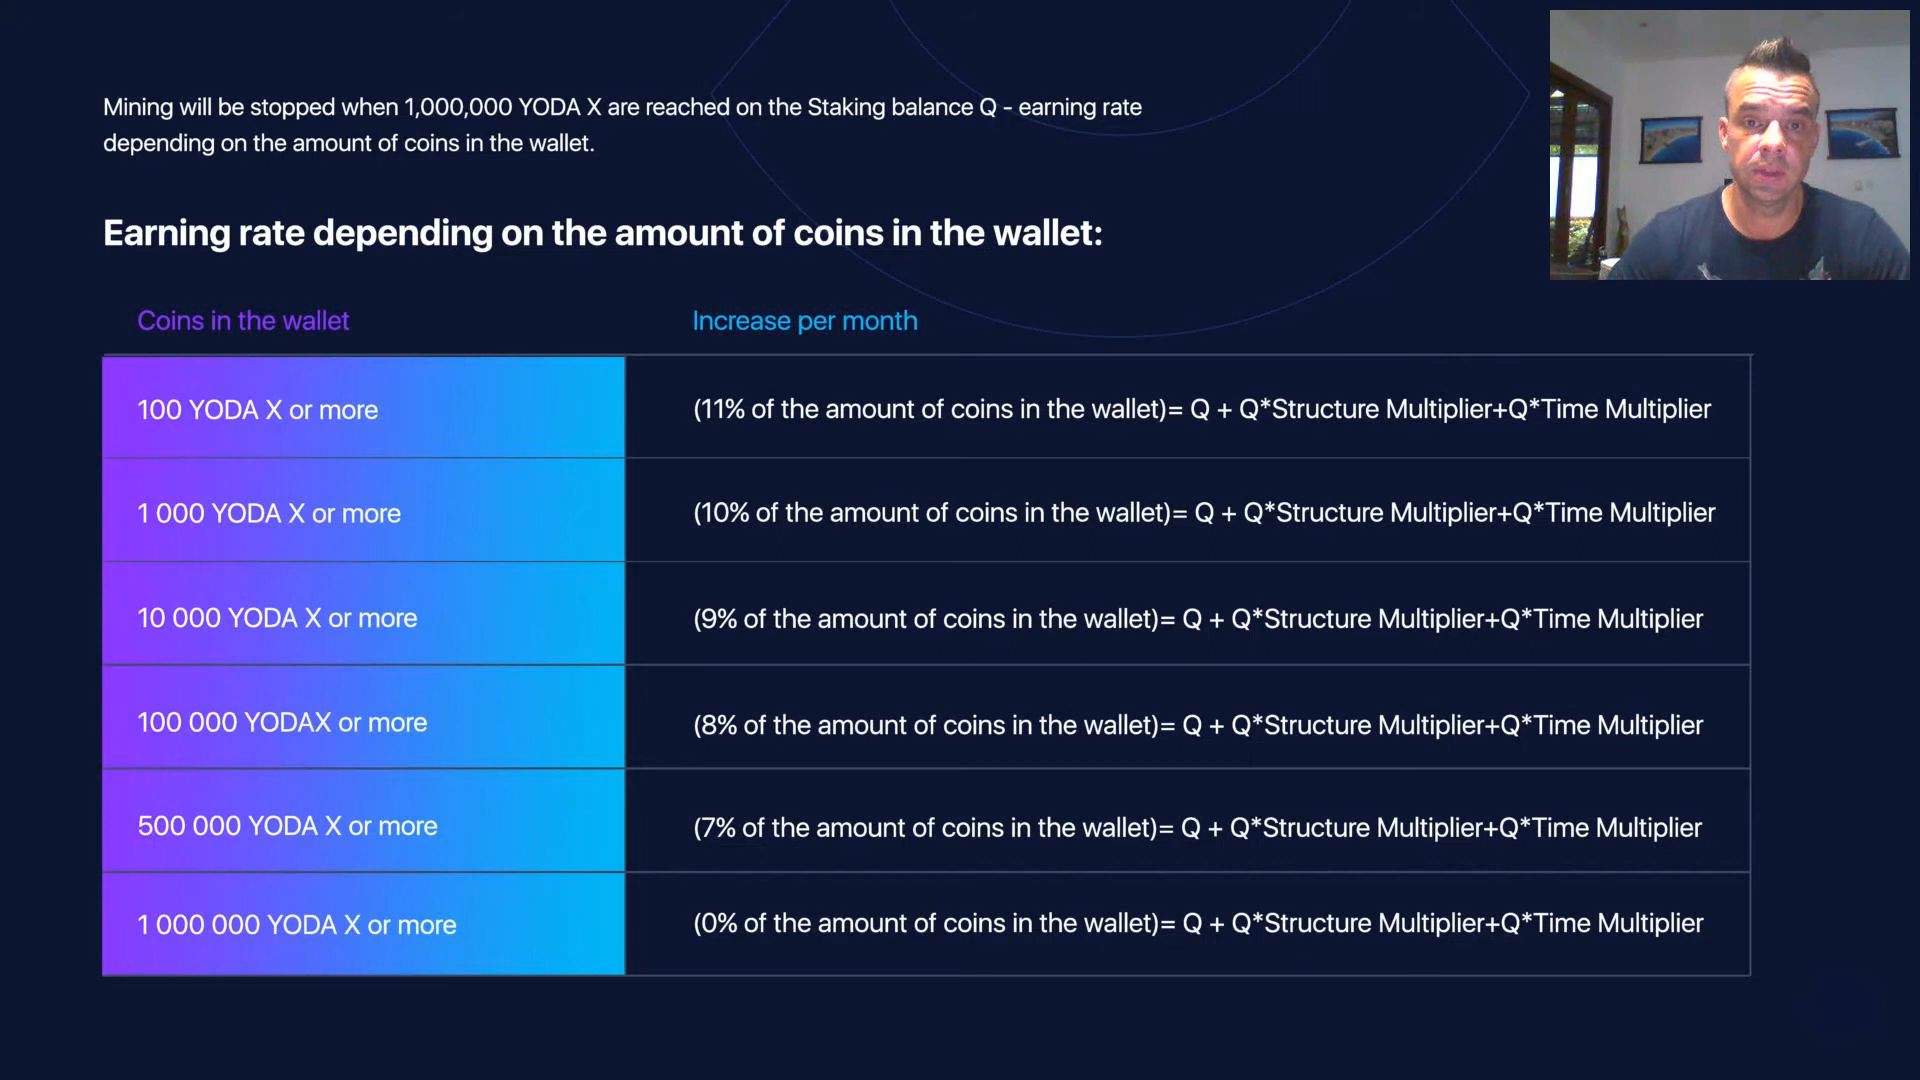 Mining will be stopped when 1,000,000 YODA X are reached on the Staking balance Q - earning rate
depending on the amount of coins in the wallet.
Earning rate depending on the amount of coins in the wallet:
Coins in the wallet
Increase per month
100 YODA X or more
(11% of the amount of coins in the wallet)= Q + Q*Structure Multiplier+Q*Time Multiplier
1 000 YODA X or more
(10% of the amount of coins in the wallet)= Q + Q*Structure Multiplier+Q*Time Multiplier
10 000 YODA X or more
(9% of the amount of coins in the wallet)= Q + Q*Structure Multiplier+Q*Time Multiplier
100 000 YODAX or more
(8% of the amount of coins in the wallet)= Q + Q*Structure Multiplier+Q*Time Multiplier
500 000 YODA X or more
(7% of the amount of coins in the wallet)= Q + Q*Structure Multiplier+Q*Time Multiplier
1 000 000 YODA X or more
(0% of the amount of coins in the wallet)= Q + Q*Structure Multiplier+Q*Time Multiplier